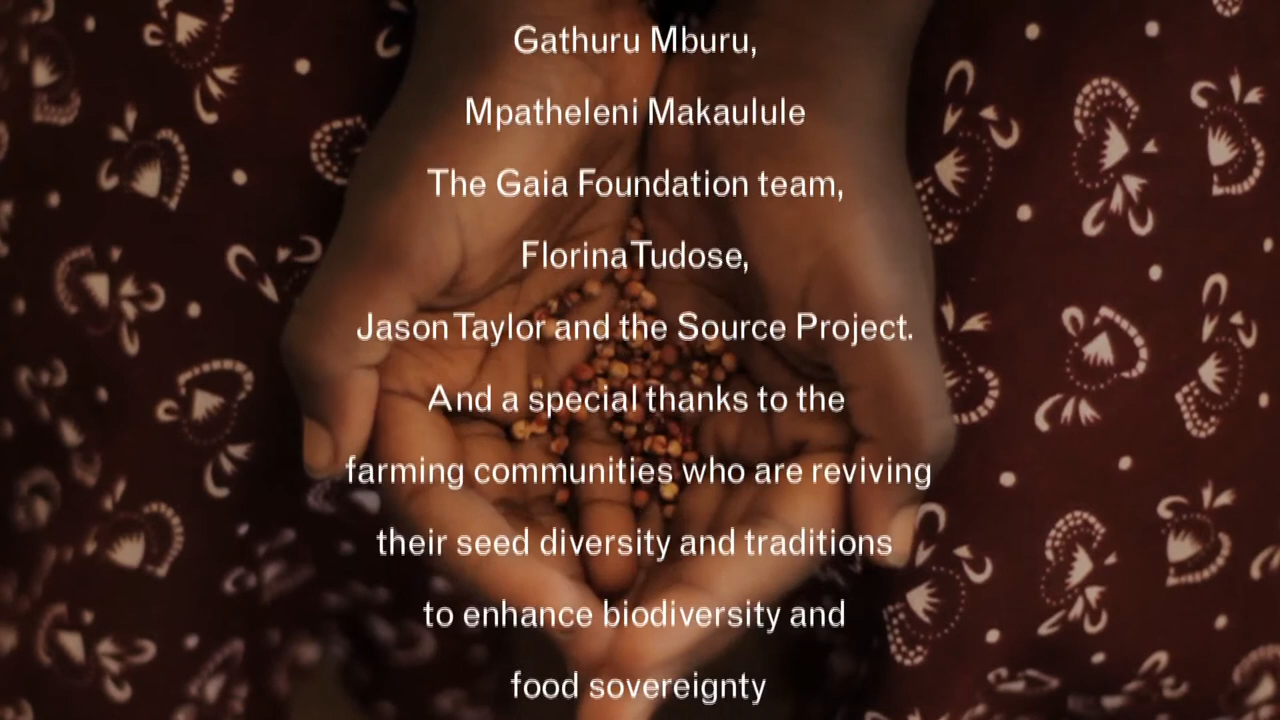 Gathuru Mburu,
Mpatheleni Makaulule
The Gaia Foundation team,
Florina Tudose,
Jason Taylor and the Source Project.
And a special thanks to the
farming communities who are reviving
their seed diversity and traditions
to enhance biodiversity and
food sovereignty